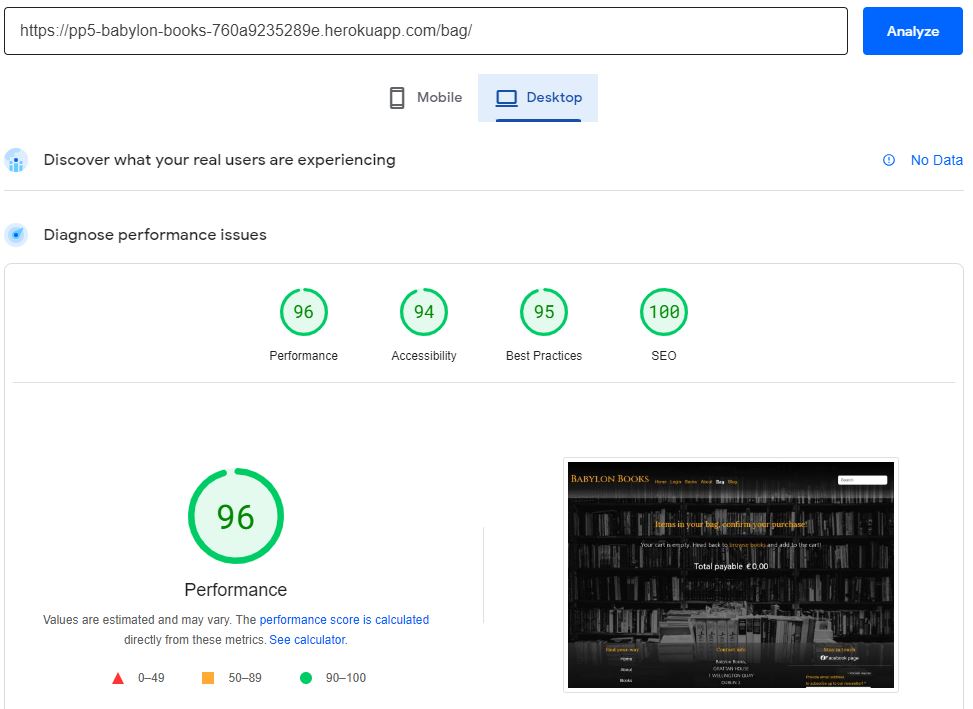 https://pp5-babylon-books-760a9235289e.herokuapp.com/bag/
Analyze
Mobile
Desktop
Discover what your real users are experiencing
No Data
Diagnose performance issues
96
94
95
100
Performance
Accessibility
Best Practices
SEO
96
Performance
Values are estimated and may vary. The performance score is calculated
directly from these metrics. See calculator.
0–49
50–89
90–100
BABYLON BOOKS
Home Login Books About Bag Blog
Search
Items in your bag, confirm your purchase!
Your cart is empty. Head back to browse books and add to the cart!
Total payable €0.00
Find your way
Home
About
Books
Contact info
Babylon Books,
GRATTAN HOUSE
1 WELLINGTON QUAY
DUBLIN 2
Stay in touch
Facebook page